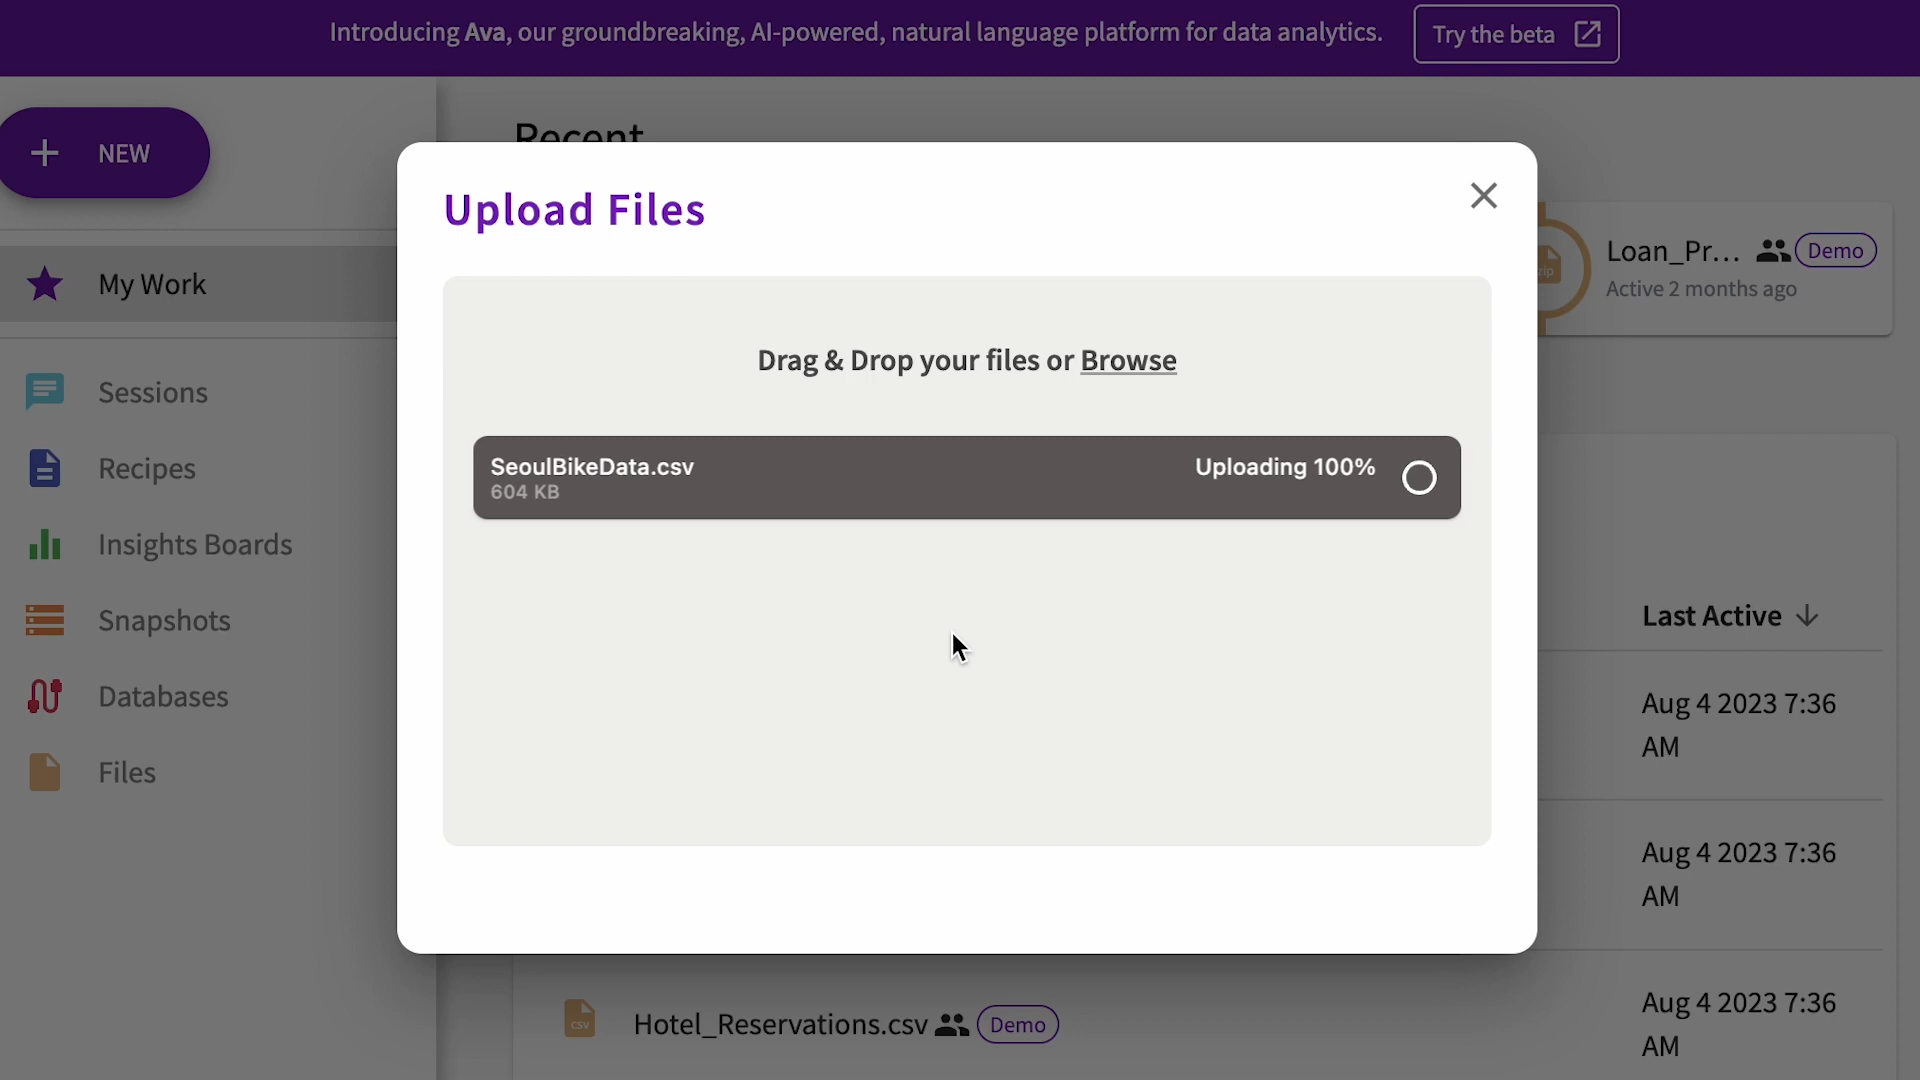 Introducing Ava, our groundbreaking, AI-powered, natural language platform for data analytics.
Try the beta
NEW
Recent
Upload Files
My Work
Loan_Pr... Demo
Active 2 months ago
zip
Drag & Drop your files or Browse
Sessions
SeoulBikeData.csv
604 KB
Uploading 100%
Recipes
Insights Boards
Snapshots
Last Active
Databases
Aug 4 2023 7:36
AM
Files
Aug 4 2023 7:36
AM
CSV
Hotel_Reservations.csv Demo
Aug 4 2023 7:36
AM